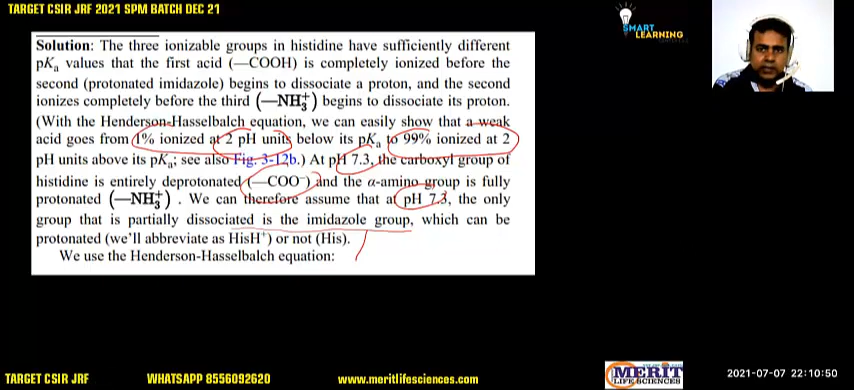 TARGET CSIR JRF 2021 SPM BATCH DEC 21
SMART
LEARNING
Solution: The three ionizable groups in histidine have sufficiently different
pKa values that the first acid (—COOH) is completely ionized before the
second (protonated imidazole) begins to dissociate a proton, and the second
ionizes completely before the third (—NH₃⁺) begins to dissociate its proton.
(With the Henderson-Hasselbalch equation, we can easily show that a weak
acid goes from 1% ionized at 2 pH units below its pKa to 99% ionized at 2
pH units above its pKa; see also Fig. 3-12b.) At pH 7.3, the carboxyl group of
histidine is entirely deprotonated (—COO⁻) and the α-amino group is fully
protonated (—NH₃⁺) . We can therefore assume that at pH 7.3, the only
group that is partially dissociated is the imidazole group, which can be
protonated (we'll abbreviate as HisH⁺) or not (His).
We use the Henderson-Hasselbalch equation:
TARGET CSIR JRF
WHATSAPP 8556092620
www.meritlifesciences.com
MERIT
LIFE SCIENCES
2021-07-07 22:10:50